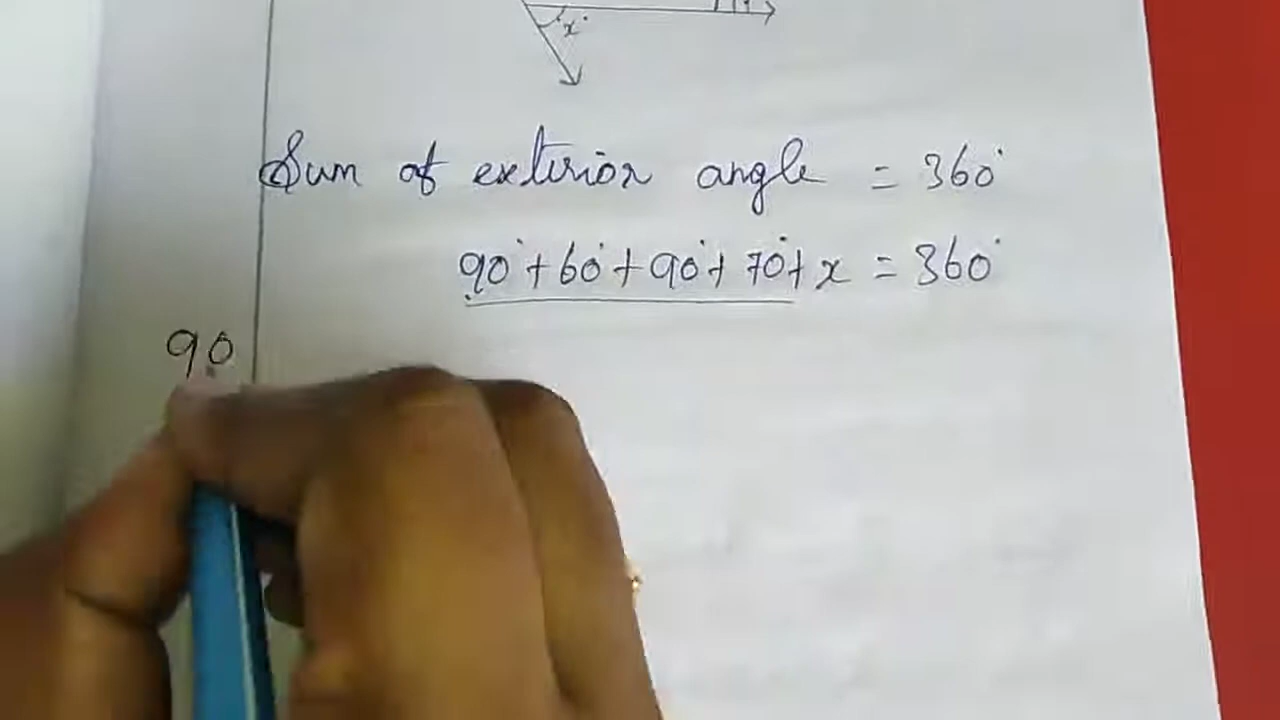 x°
Sum of exterior angle = 360°
90° + 60° + 90° + 70° + x = 360°
90